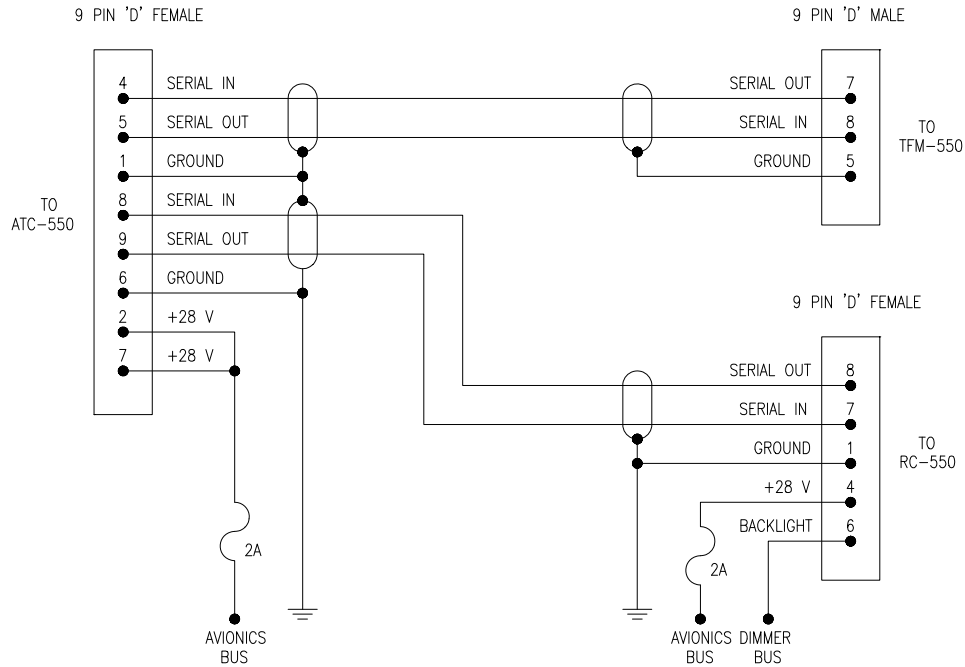 9 PIN 'D' FEMALE
9 PIN 'D' MALE
4 SERIAL IN
5 SERIAL OUT
1 GROUND
8 SERIAL IN
9 SERIAL OUT
6 GROUND
2 +28 V
7 +28 V
TO
ATC-550
2A
AVIONICS
BUS
SERIAL OUT 7
SERIAL IN 8
GROUND 5
TO
TFM-550
9 PIN 'D' FEMALE
SERIAL OUT 8
SERIAL IN 7
GROUND 1
+28 V 4
BACKLIGHT 6
TO
RC-550
2A
AVIONICS
BUS
DIMMER
BUS